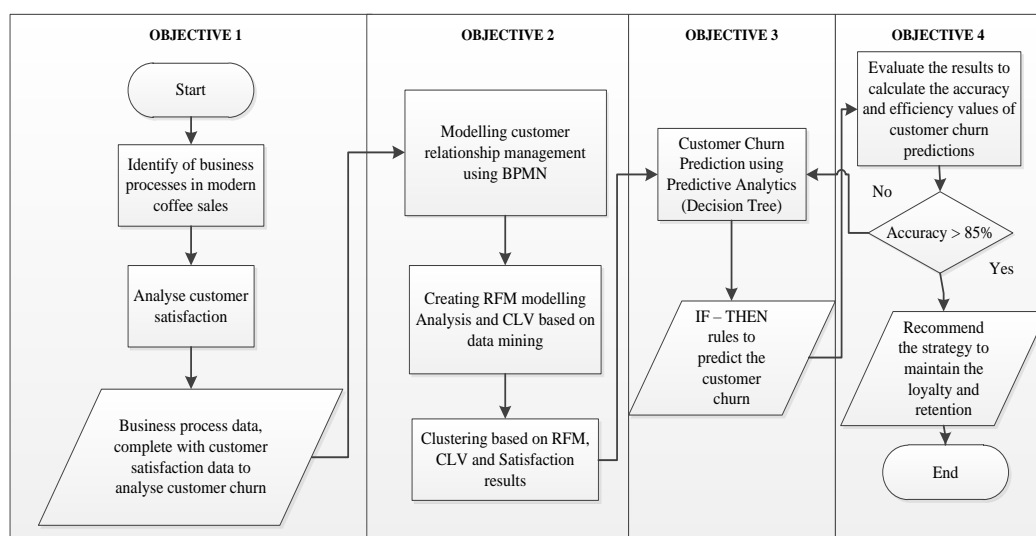 OBJECTIVE 1
Start
Identify of business
processes in modern
coffee sales
Analyse customer
satisfaction
Business process data,
complete with customer
satisfaction data to
analyse customer churn
OBJECTIVE 2
Modelling customer
relationship management
using BPMN
Creating RFM modelling
Analysis and CLV based on
data mining
Clustering based on RFM,
CLV and Satisfaction
results
OBJECTIVE 3
Customer Churn
Prediction using
Predictive Analytics
(Decision Tree)
IF – THEN
rules to
predict the
customer
churn
OBJECTIVE 4
Evaluate the results to
calculate the accuracy
and efficiency values of
customer churn
predictions
No
Accuracy > 85%
Yes
Recommend
the strategy to
maintain the
loyalty and
retention
End